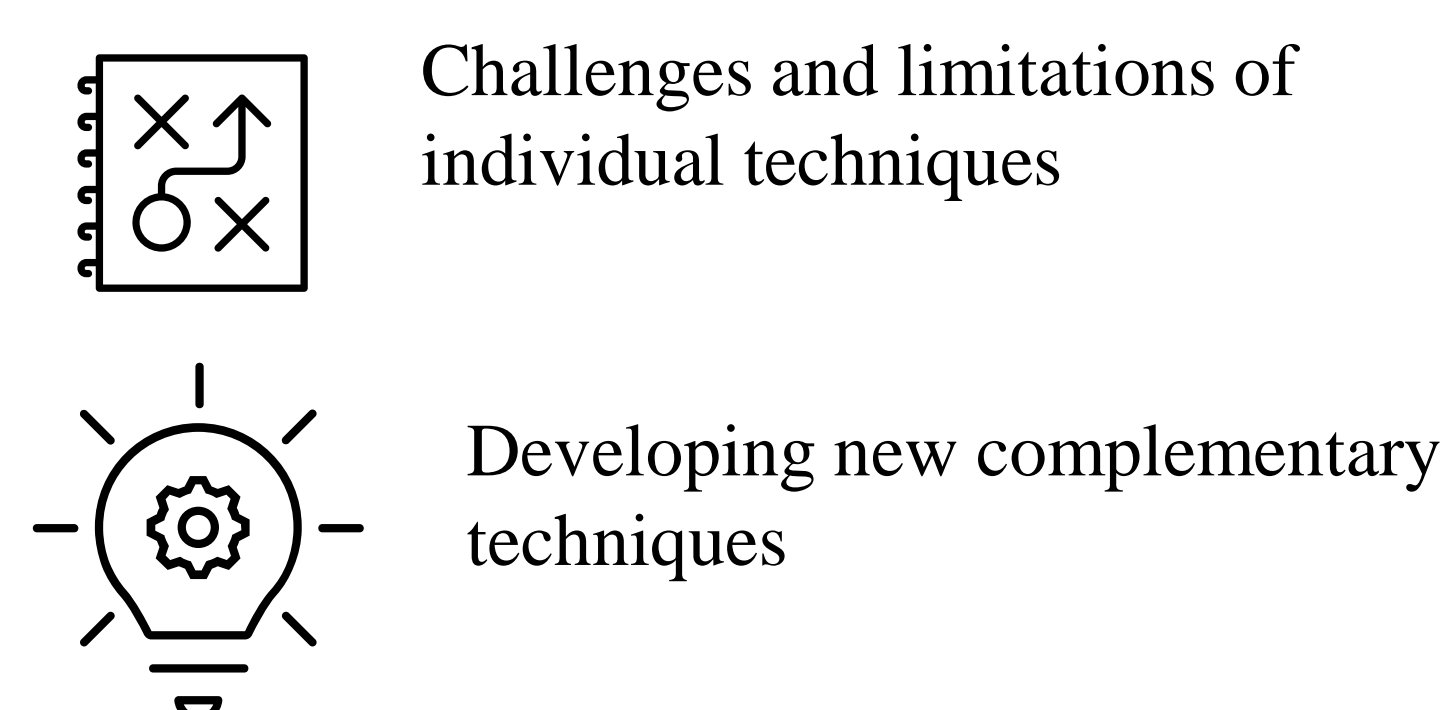 Challenges and limitations of
individual techniques
Developing new complementary
techniques